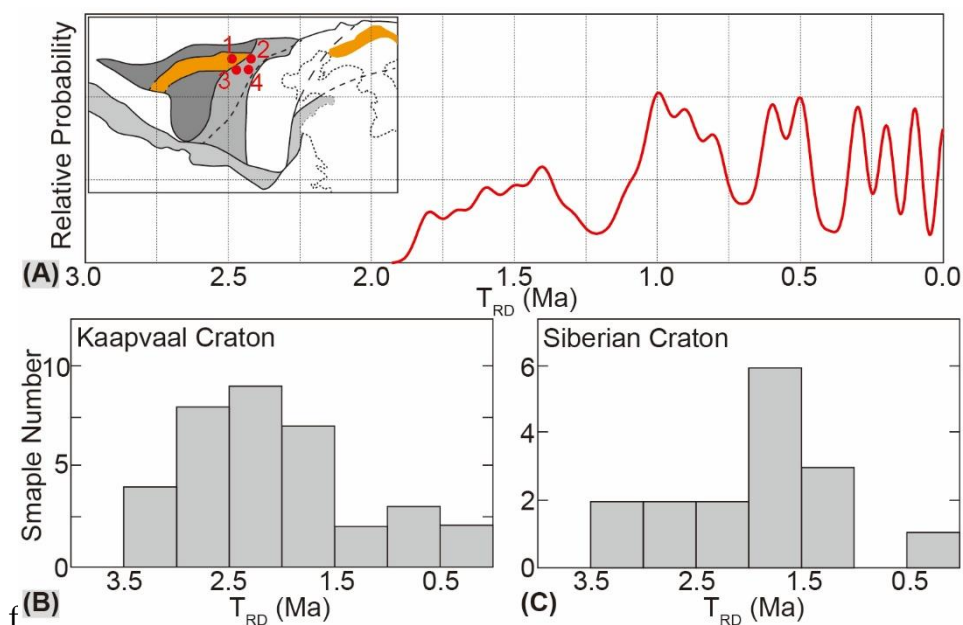 1 2
3 4
Relative Probability
(A)
3.0 2.5 2.0 1.5 1.0 0.5 0.0
T_RD (Ma)
Kaapvaal Craton
Siberian Craton
Smaple Number
10
5
0
6
4
2
0
3.5 2.5 1.5 0.5
3.5 2.5 1.5 0.5
f (B)
T_RD (Ma)
(C)
T_RD (Ma)